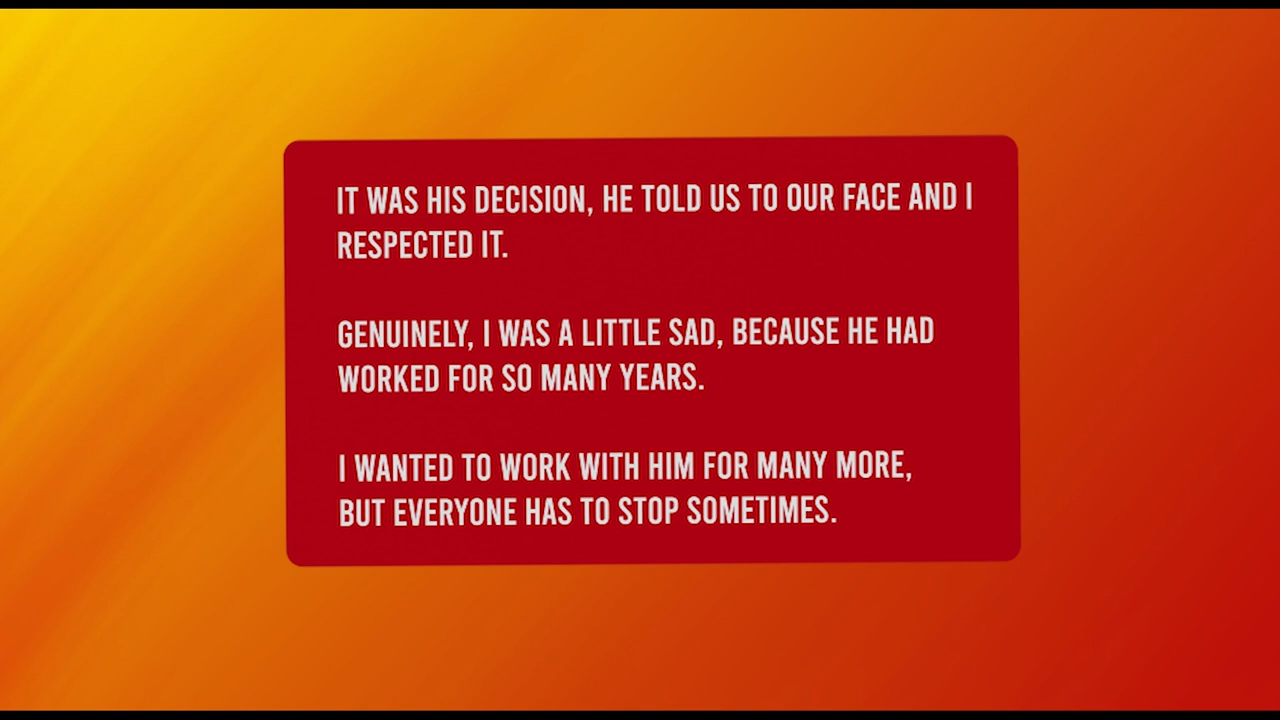 IT WAS HIS DECISION, HE TOLD US TO OUR FACE AND I
RESPECTED IT.
GENUINELY, I WAS A LITTLE SAD, BECAUSE HE HAD
WORKED FOR SO MANY YEARS.
I WANTED TO WORK WITH HIM FOR MANY MORE,
BUT EVERYONE HAS TO STOP SOMETIMES.